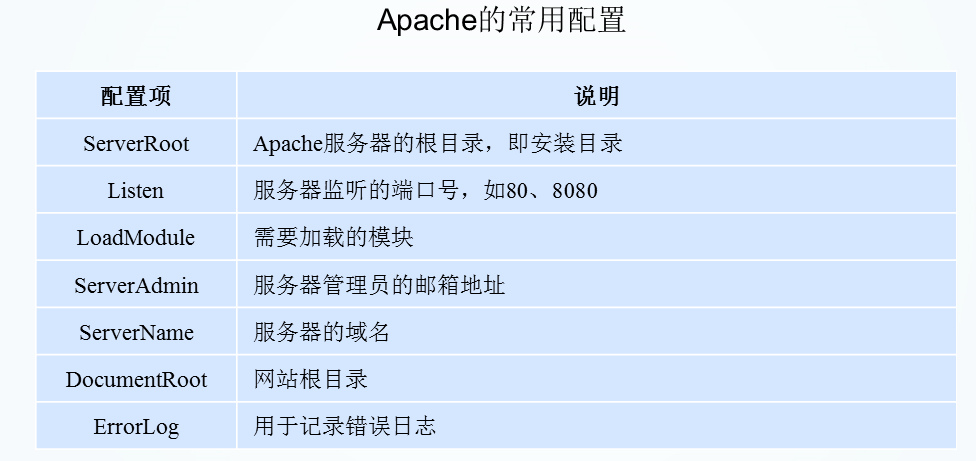 Apache的常用配置
配置项 说明
ServerRoot Apache服务器的根目录，即安装目录
Listen 服务器监听的端口号，如80、8080
LoadModule 需要加载的模块
ServerAdmin 服务器管理员的邮箱地址
ServerName 服务器的域名
DocumentRoot 网站根目录
ErrorLog 用于记录错误日志